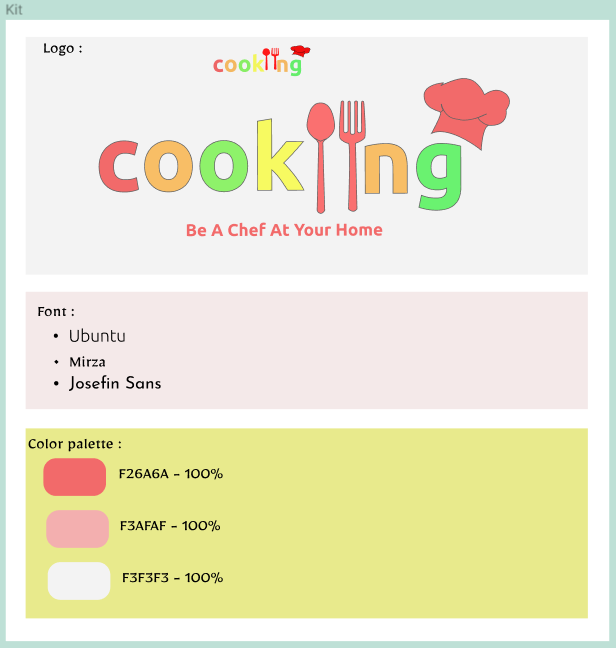 Kit
Logo :
cooking
cooking
Be A Chef At Your Home
Font :
• Ubuntu
• Mirza
• Josefin Sans
Color palette :
F26A6A - 100%
F3AFAF - 100%
F3F3F3 - 100%